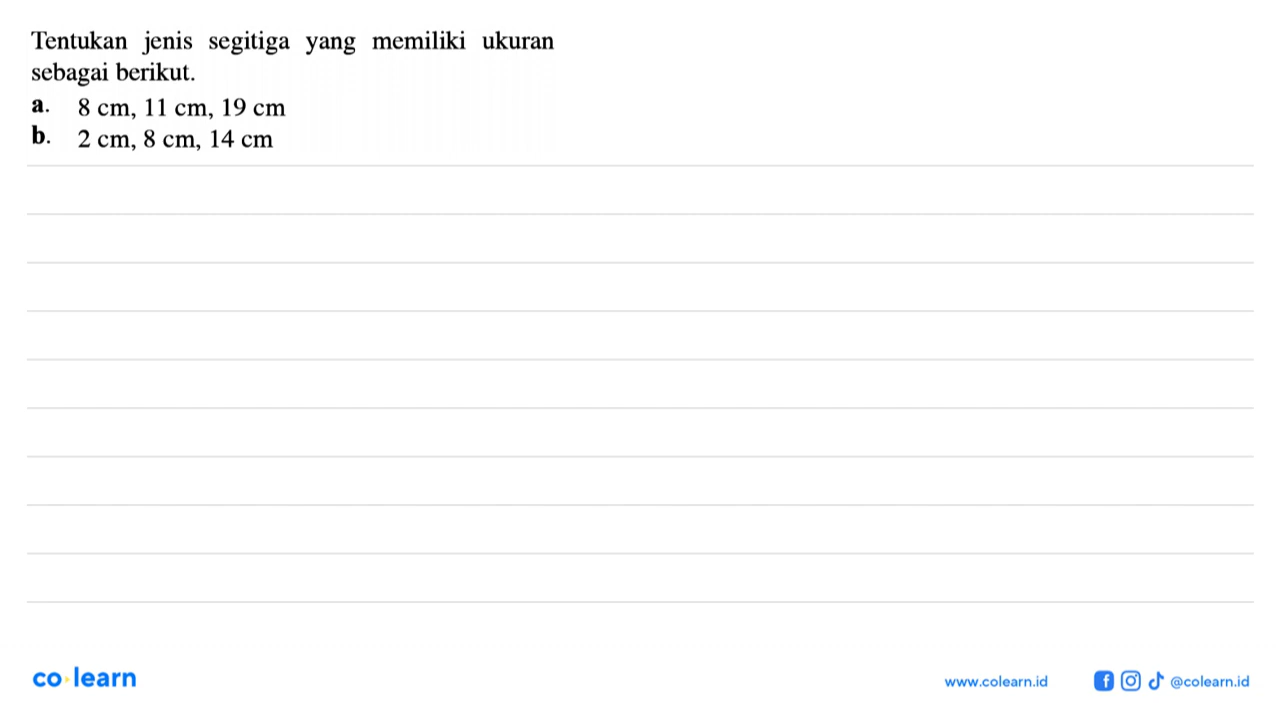 Tentukan jenis segitiga yang memiliki ukuran
sebagai berikut.
a. 8 cm, 11 cm, 19 cm
b. 2 cm, 8 cm, 14 cm
co learn
www.colearn.id @colearn.id